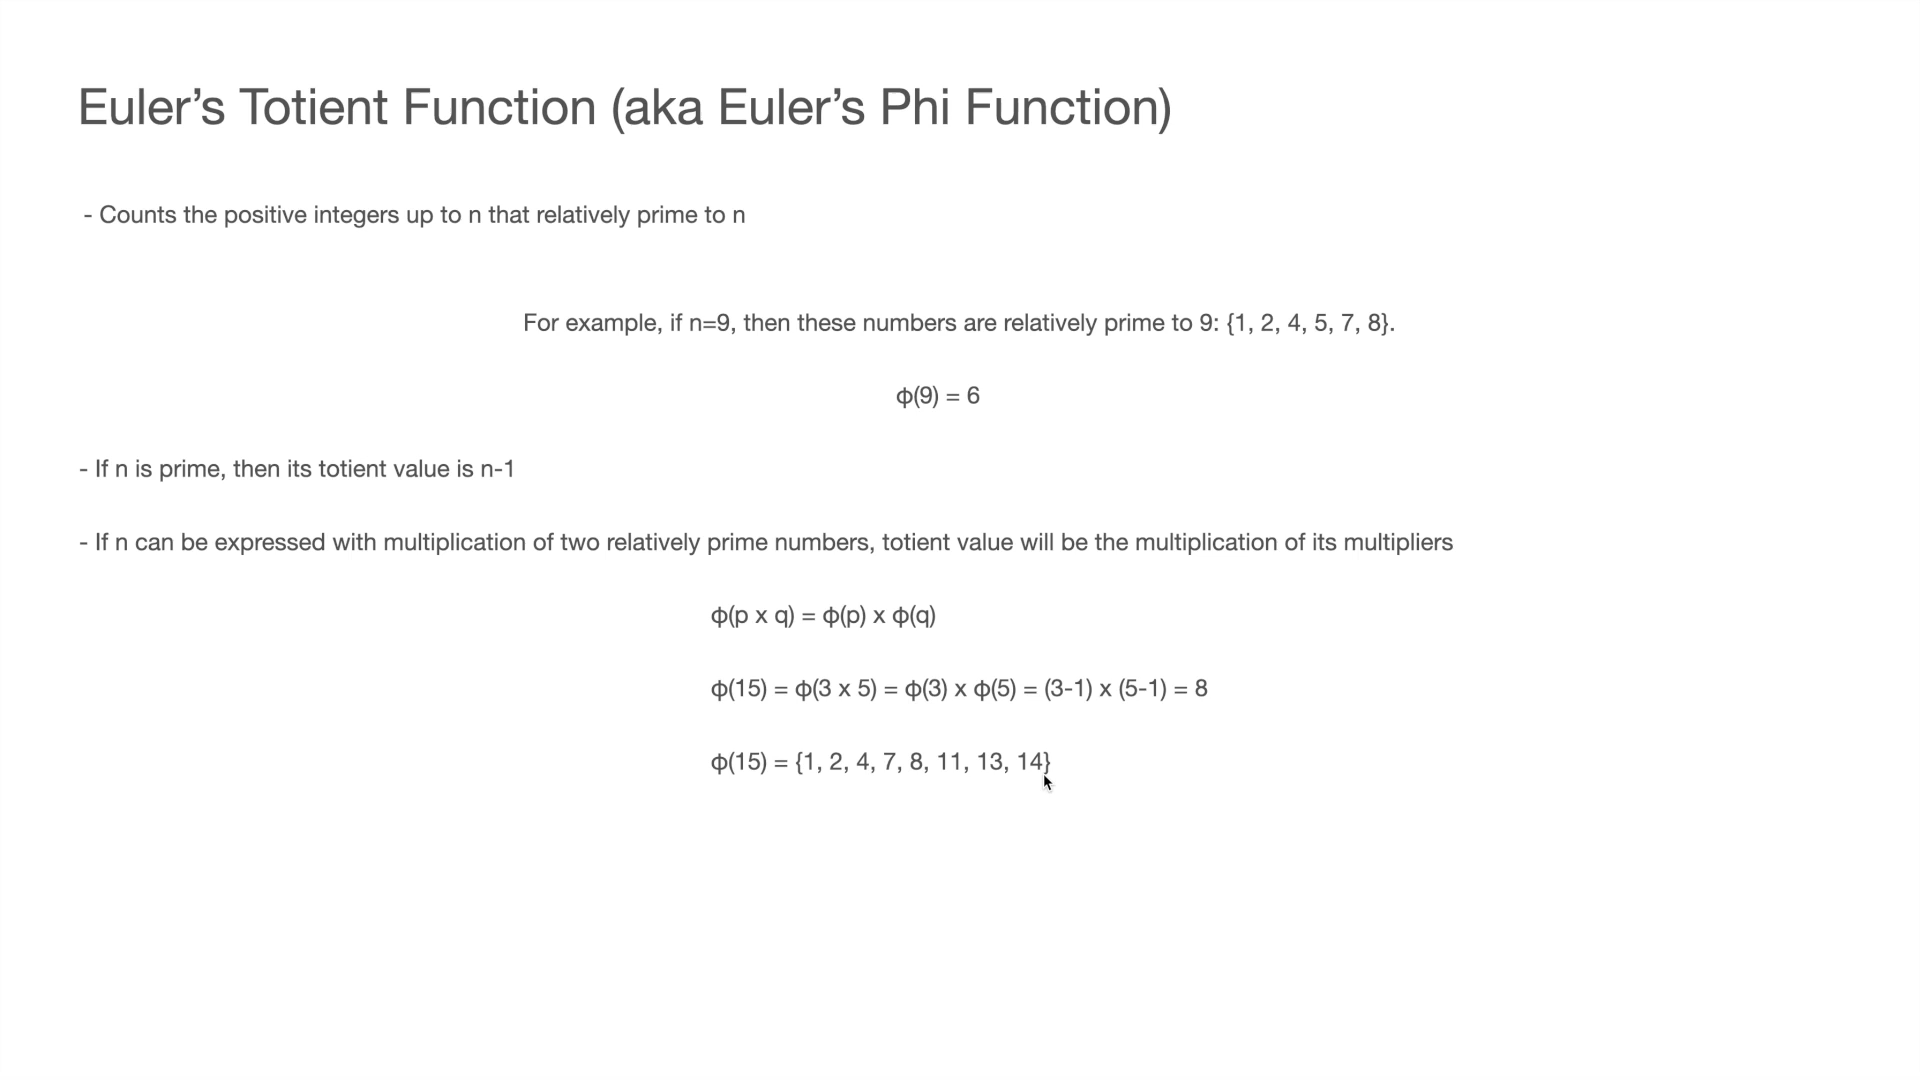 Euler’s Totient Function (aka Euler’s Phi Function)
- Counts the positive integers up to n that relatively prime to n
For example, if n=9, then these numbers are relatively prime to 9: {1, 2, 4, 5, 7, 8}.
φ(9) = 6
- If n is prime, then its totient value is n-1
- If n can be expressed with multiplication of two relatively prime numbers, totient value will be the multiplication of its multipliers
φ(p x q) = φ(p) x φ(q)
φ(15) = φ(3 x 5) = φ(3) x φ(5) = (3-1) x (5-1) = 8
φ(15) = {1, 2, 4, 7, 8, 11, 13, 14}